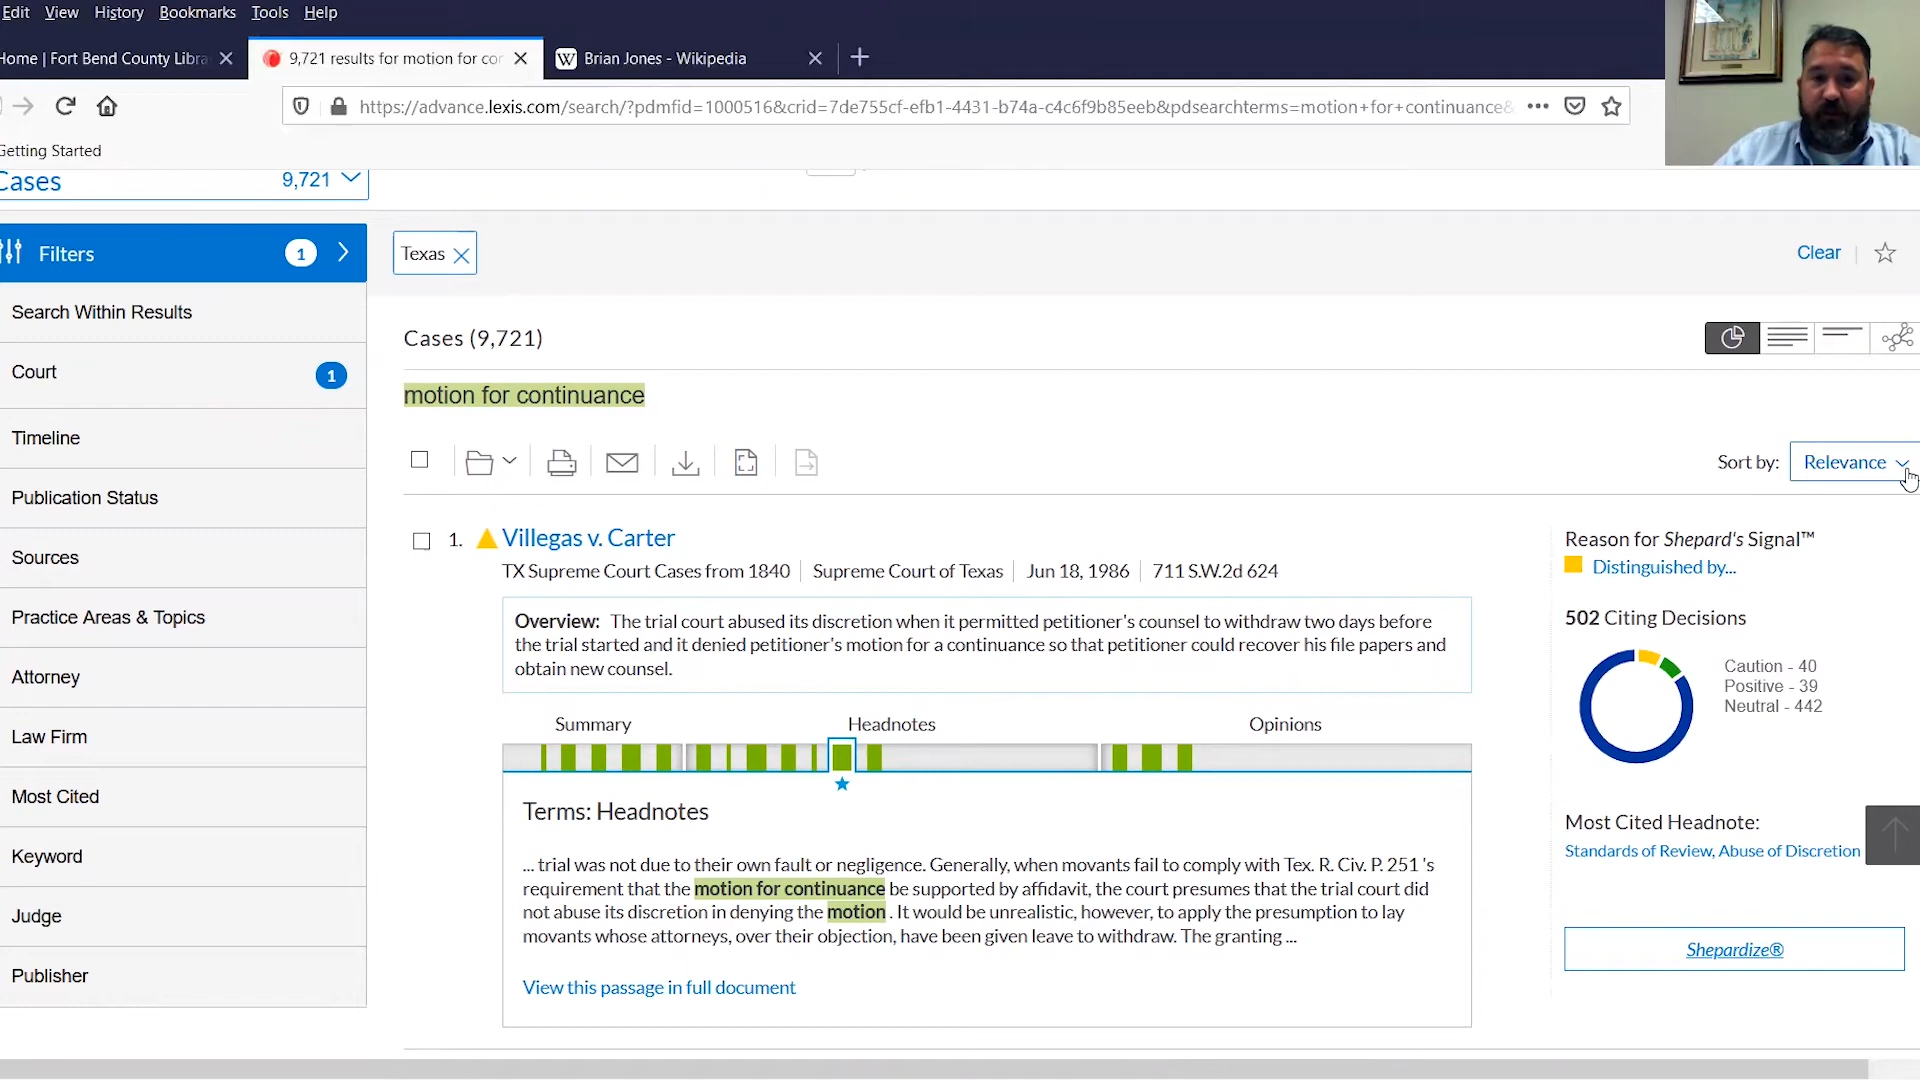 Edit View History Bookmarks Tools Help
Home | Fort Bend County Libra
9,721 results for motion for cor
W Brian Jones - Wikipedia
https://advance.lexis.com/search/?pdmfid=1000516&crid=7de755cf-efb1-4431-b74a-c4c6f9b85eeb&pdsearchterms=motion+for+continuance&
Getting Started
Cases 9,721
Filters 1
Texas
Clear
Search Within Results
Court 1
Timeline
Publication Status
Sources
Practice Areas & Topics
Attorney
Law Firm
Most Cited
Keyword
Judge
Publisher
Cases (9,721)
motion for continuance
Sort by: Relevance
1. Villegas v. Carter
TX Supreme Court Cases from 1840 | Supreme Court of Texas | Jun 18, 1986 | 711 S.W.2d 624
Overview: The trial court abused its discretion when it permitted petitioner's counsel to withdraw two days before
the trial started and it denied petitioner's motion for a continuance so that petitioner could recover his file papers and
obtain new counsel.
Summary Headnotes Opinions
Terms: Headnotes
... trial was not due to their own fault or negligence. Generally, when movants fail to comply with Tex. R. Civ. P. 251 's
requirement that the motion for continuance be supported by affidavit, the court presumes that the trial court did
not abuse its discretion in denying the motion . It would be unrealistic, however, to apply the presumption to lay
movants whose attorneys, over their objection, have been given leave to withdraw. The granting ...
View this passage in full document
Reason for Shepard's Signal™
Distinguished by...
502 Citing Decisions
Caution - 40
Positive - 39
Neutral - 442
Most Cited Headnote:
Standards of Review, Abuse of Discretion
Shepardize®